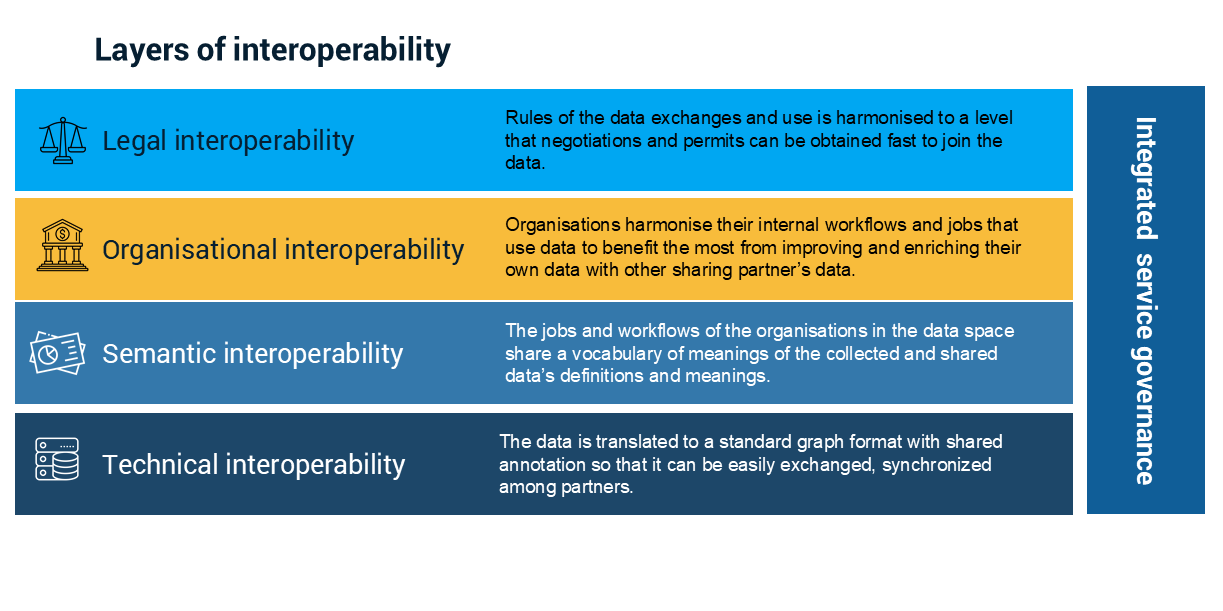 Layers of interoperability
Legal interoperability
Rules of the data exchanges and use is harmonised to a level
that negotiations and permits can be obtained fast to join the
data.
Organisational interoperability
Organisations harmonise their internal workflows and jobs that
use data to benefit the most from improving and enriching their
own data with other sharing partner's data.
Semantic interoperability
The jobs and workflows of the organisations in the data space
share a vocabulary of meanings of the collected and shared
data's definitions and meanings.
Technical interoperability
The data is translated to a standard graph format with shared
annotation so that it can be easily exchanged, synchronized
among partners.
Integrated service governance